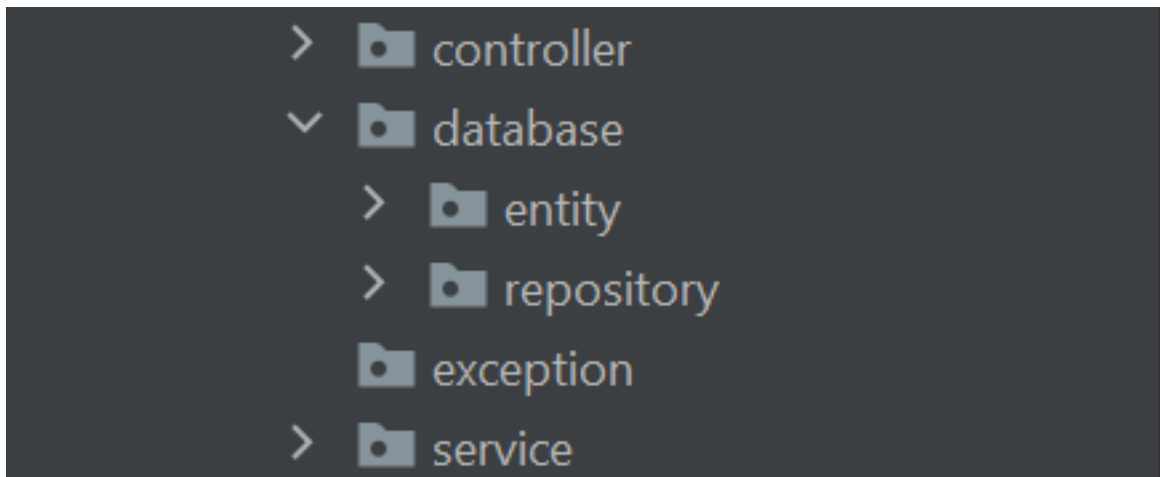 controller
database
entity
repository
exception
service